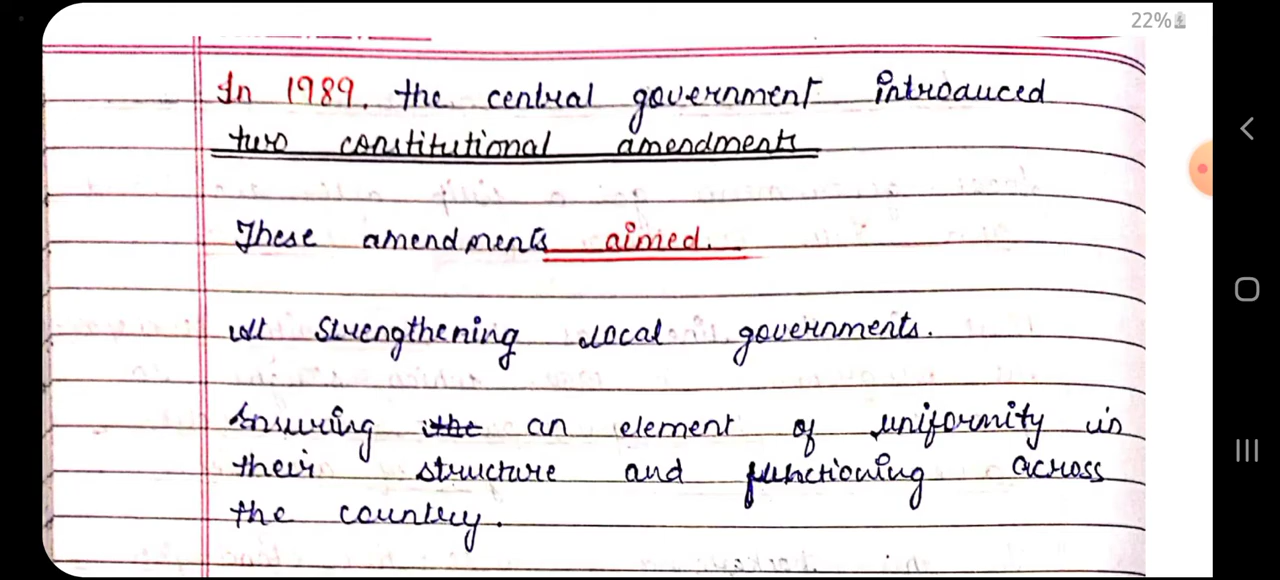 22%
In 1989. the central government introduced
two constitutional amendments
These amendments aimed.
at strengthening local governments.
Ensuring the an element of uniformity in
their structure and functioning across
the country.